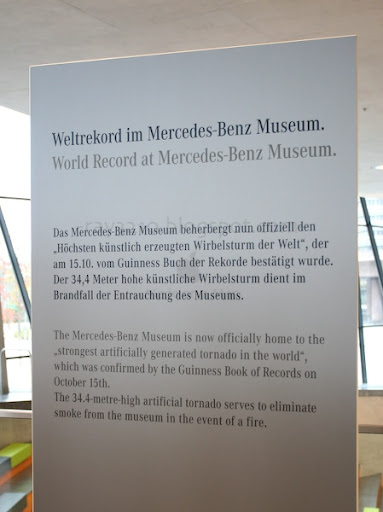 Weltrekord im Mercedes-Benz Museum.
World Record at Mercedes-Benz Museum.
Das Mercedes-Benz Museum beherbergt nun offiziell den
„Höchsten künstlich erzeugten Wirbelsturm der Welt“, der
am 15.10. vom Guinness Buch der Rekorde bestätigt wurde.
Der 34,4 Meter hohe künstliche Wirbelsturm dient im
Brandfall der Entrauchung des Museums.
The Mercedes-Benz Museum is now officially home to the
„strongest artificially generated tornado in the world“,
which was confirmed by the Guinness Book of Records on
October 15th.
The 34.4-metre-high artificial tornado serves to eliminate
smoke from the museum in the event of a fire.